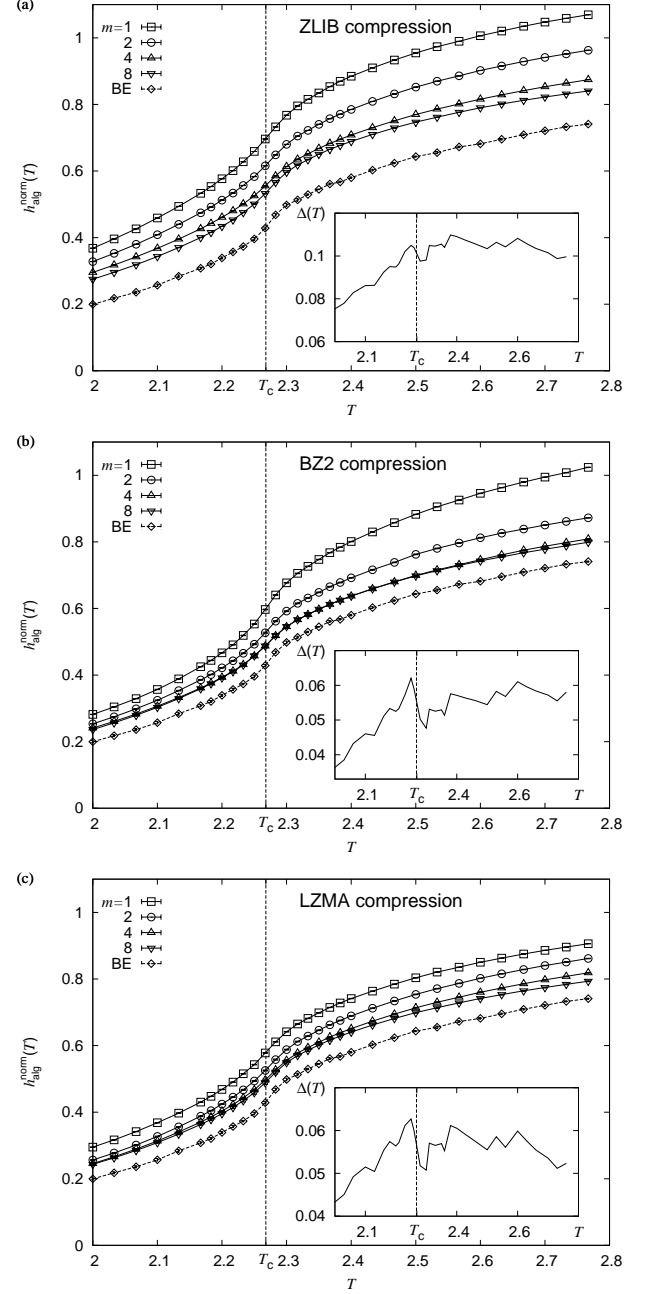 (a)
ZLIB compression
m=1
2
4
8
BE
1
0.8
0.6
0.4
0.2
0
h_alg^norm(T)
Δ(T)
0.1
0.08
0.06
2.1
T_c
2.4
2.6
T
2
2.1
2.2
T_c
2.3
2.4
2.5
2.6
2.7
2.8
T
(b)
BZ2 compression
m=1
2
4
8
BE
1
0.8
0.6
0.4
0.2
0
h_alg^norm(T)
Δ(T)
0.06
0.05
0.04
2.1
T_c
2.4
2.6
T
2
2.1
2.2
T_c
2.3
2.4
2.5
2.6
2.7
2.8
T
(c)
LZMA compression
m=1
2
4
8
BE
1
0.8
0.6
0.4
0.2
0
h_alg^norm(T)
Δ(T)
0.06
0.05
0.04
2.1
T_c
2.4
2.6
T
2
2.1
2.2
T_c
2.3
2.4
2.5
2.6
2.7
2.8
T